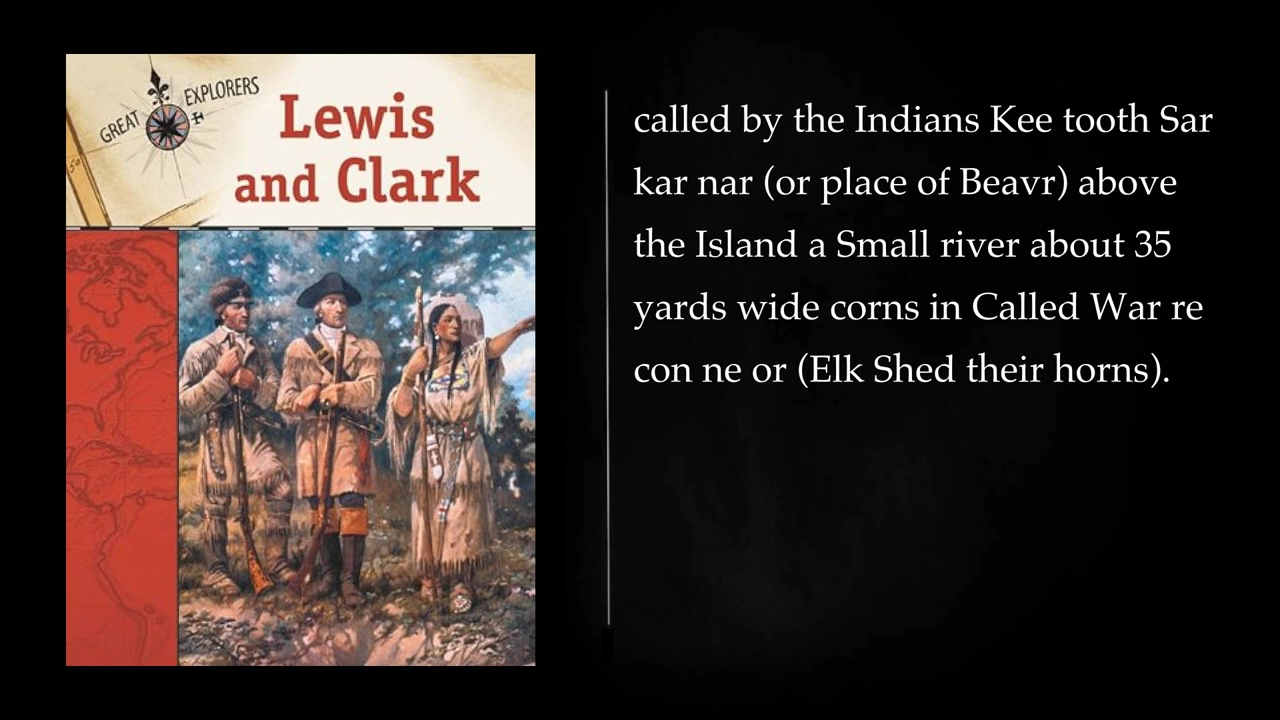 GREAT EXPLORERS
Lewis
and Clark
50
called by the Indians Kee tooth Sar
kar nar (or place of Beavr) above
the Island a Small river about 35
yards wide corns in Called War re
con ne or (Elk Shed their horns).